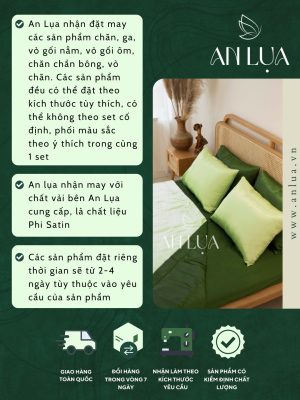 An Lụa nhận đặt may
các sản phẩm chăn, ga,
vỏ gối nằm, vỏ gối ôm,
chăn chần bông, vỏ
chăn. Các sản phẩm
đều có thể đặt theo
kích thước tùy thích, có
thể không theo set cố
định, phối màu sắc
theo ý thích trong cùng
1 set
An lụa nhận may với
chất vải bên An Lụa
cung cấp, là chất liệu
Phi Satin
Các sản phẩm đặt riêng
thời gian sẽ từ 2-4
ngày tùy thuộc vào yêu
cầu của sản phẩm
AN LỤA
www.anlua.vn
AN LỤA
GIAO HÀNG
TOÀN QUỐC
ĐỔI HÀNG
TRONG VÒNG 7
NGÀY
NHẬN LÀM THEO
KÍCH THƯỚC
YÊU CẦU
SẢN PHẨM CÓ
KIỂM ĐỊNH CHẤT
LƯỢNG